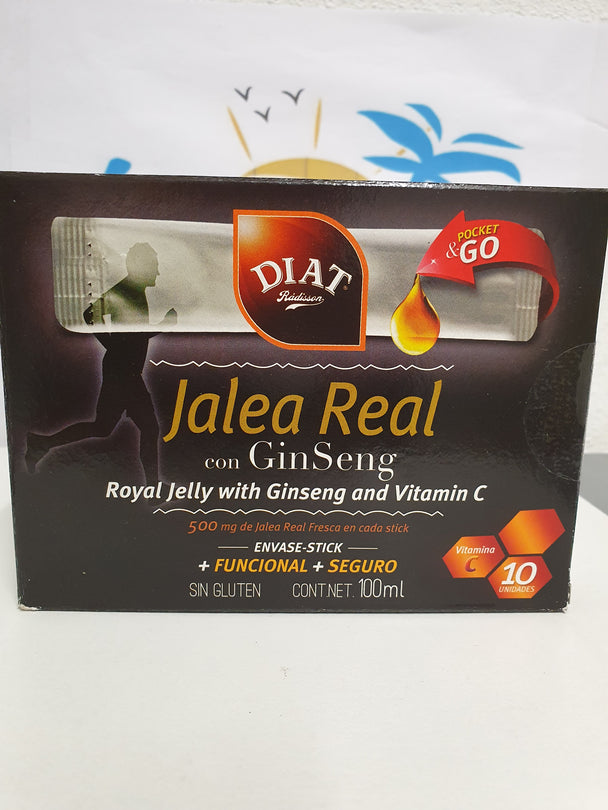 DIAT
Radisson
POCKET
& GO
Jalea Real
con GinSeng
Royal Jelly with Ginseng and Vitamin C
500 mg de Jalea Real Fresca en cada stick
ENVASE-STICK
+ FUNCIONAL + SEGURO
SIN GLUTEN CONT.NET. 100ml
Vitamina
C
10
UNIDADES